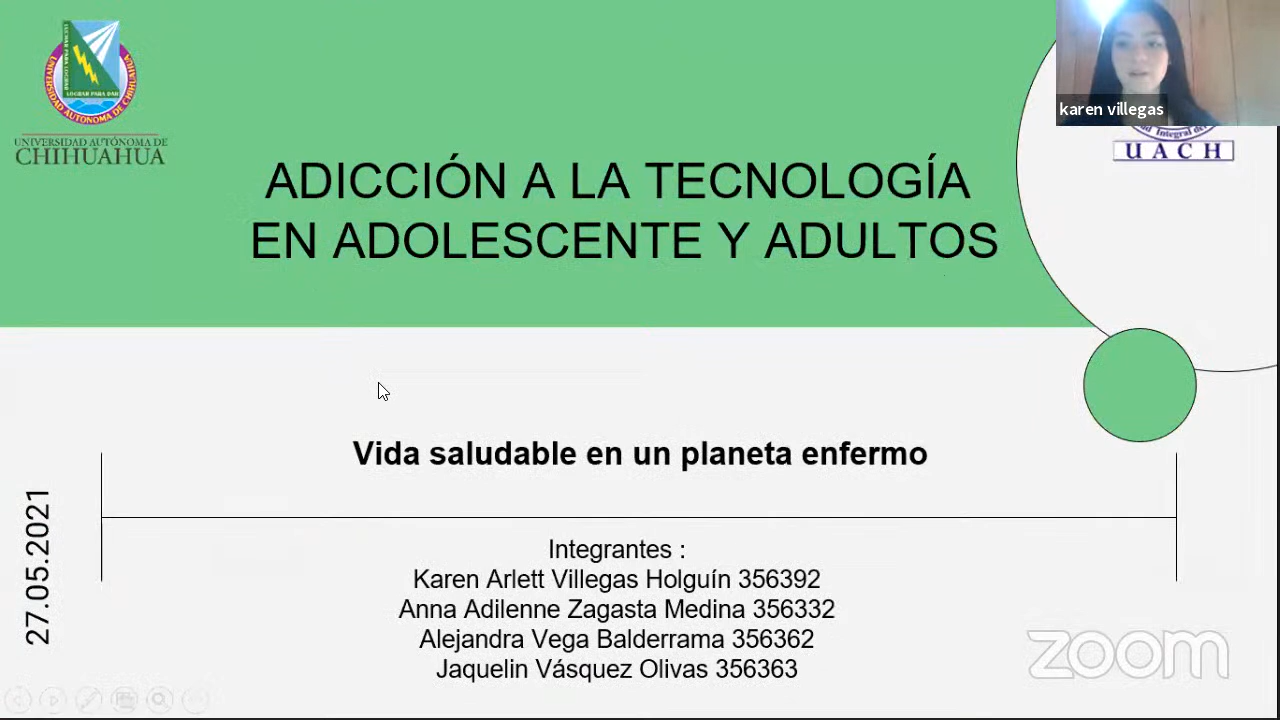 UNIVERSIDAD AUTÓNOMA DE
CHIHUAHUA
karen villegas
UACH
ADICCIÓN A LA TECNOLOGÍA
EN ADOLESCENTE Y ADULTOS
Vida saludable en un planeta enfermo
27.05.2021
Integrantes :
Karen Arlett Villegas Holguín 356392
Anna Adilenne Zagasta Medina 356332
Alejandra Vega Balderrama 356362
Jaquelin Vásquez Olivas 356363
zoom